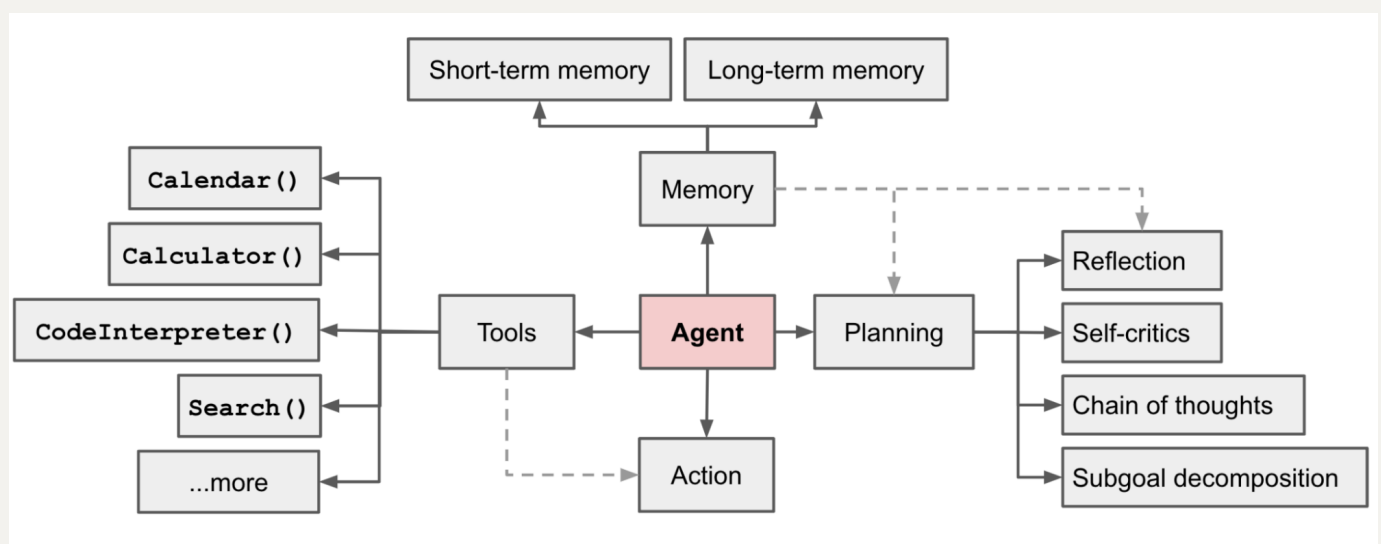 Short-term memory
Long-term memory
Calendar()
Memory
Calculator()
Reflection
CodeInterpreter()
Tools
Agent
Planning
Self-critics
Search()
Chain of thoughts
...more
Action
Subgoal decomposition